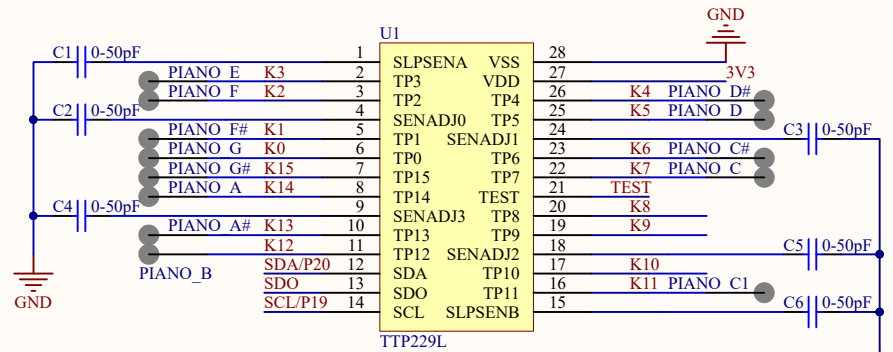 GND
U1
C1 0-50pF 1 SLPSENA VSS 28
PIANO_E K3 2 TP3 VDD 27 3V3
PIANO_F K2 3 TP2 TP4 26 K4 PIANO_D#
C2 0-50pF 4 SENADJ0 TP5 25 K5 PIANO_D
PIANO_F# K1 5 TP1 SENADJ1 24 C3 0-50pF
PIANO_G K0 6 TP0 TP6 23 K6 PIANO_C#
PIANO_G# K15 7 TP15 TP7 22 K7 PIANO_C
PIANO_A K14 8 TP14 TEST 21 TEST
C4 0-50pF 9 SENADJ3 TP8 20 K8
PIANO_A# K13 10 TP13 TP9 19 K9
K12 11 TP12 SENADJ2 18 C5 0-50pF
PIANO_B
SDA/P20 12 SDA TP10 17 K10
SDO 13 SDO TP11 16 K11 PIANO_C1
SCL/P19 14 SCL SLPSENB 15 C6 0-50pF
GND
TTP229L